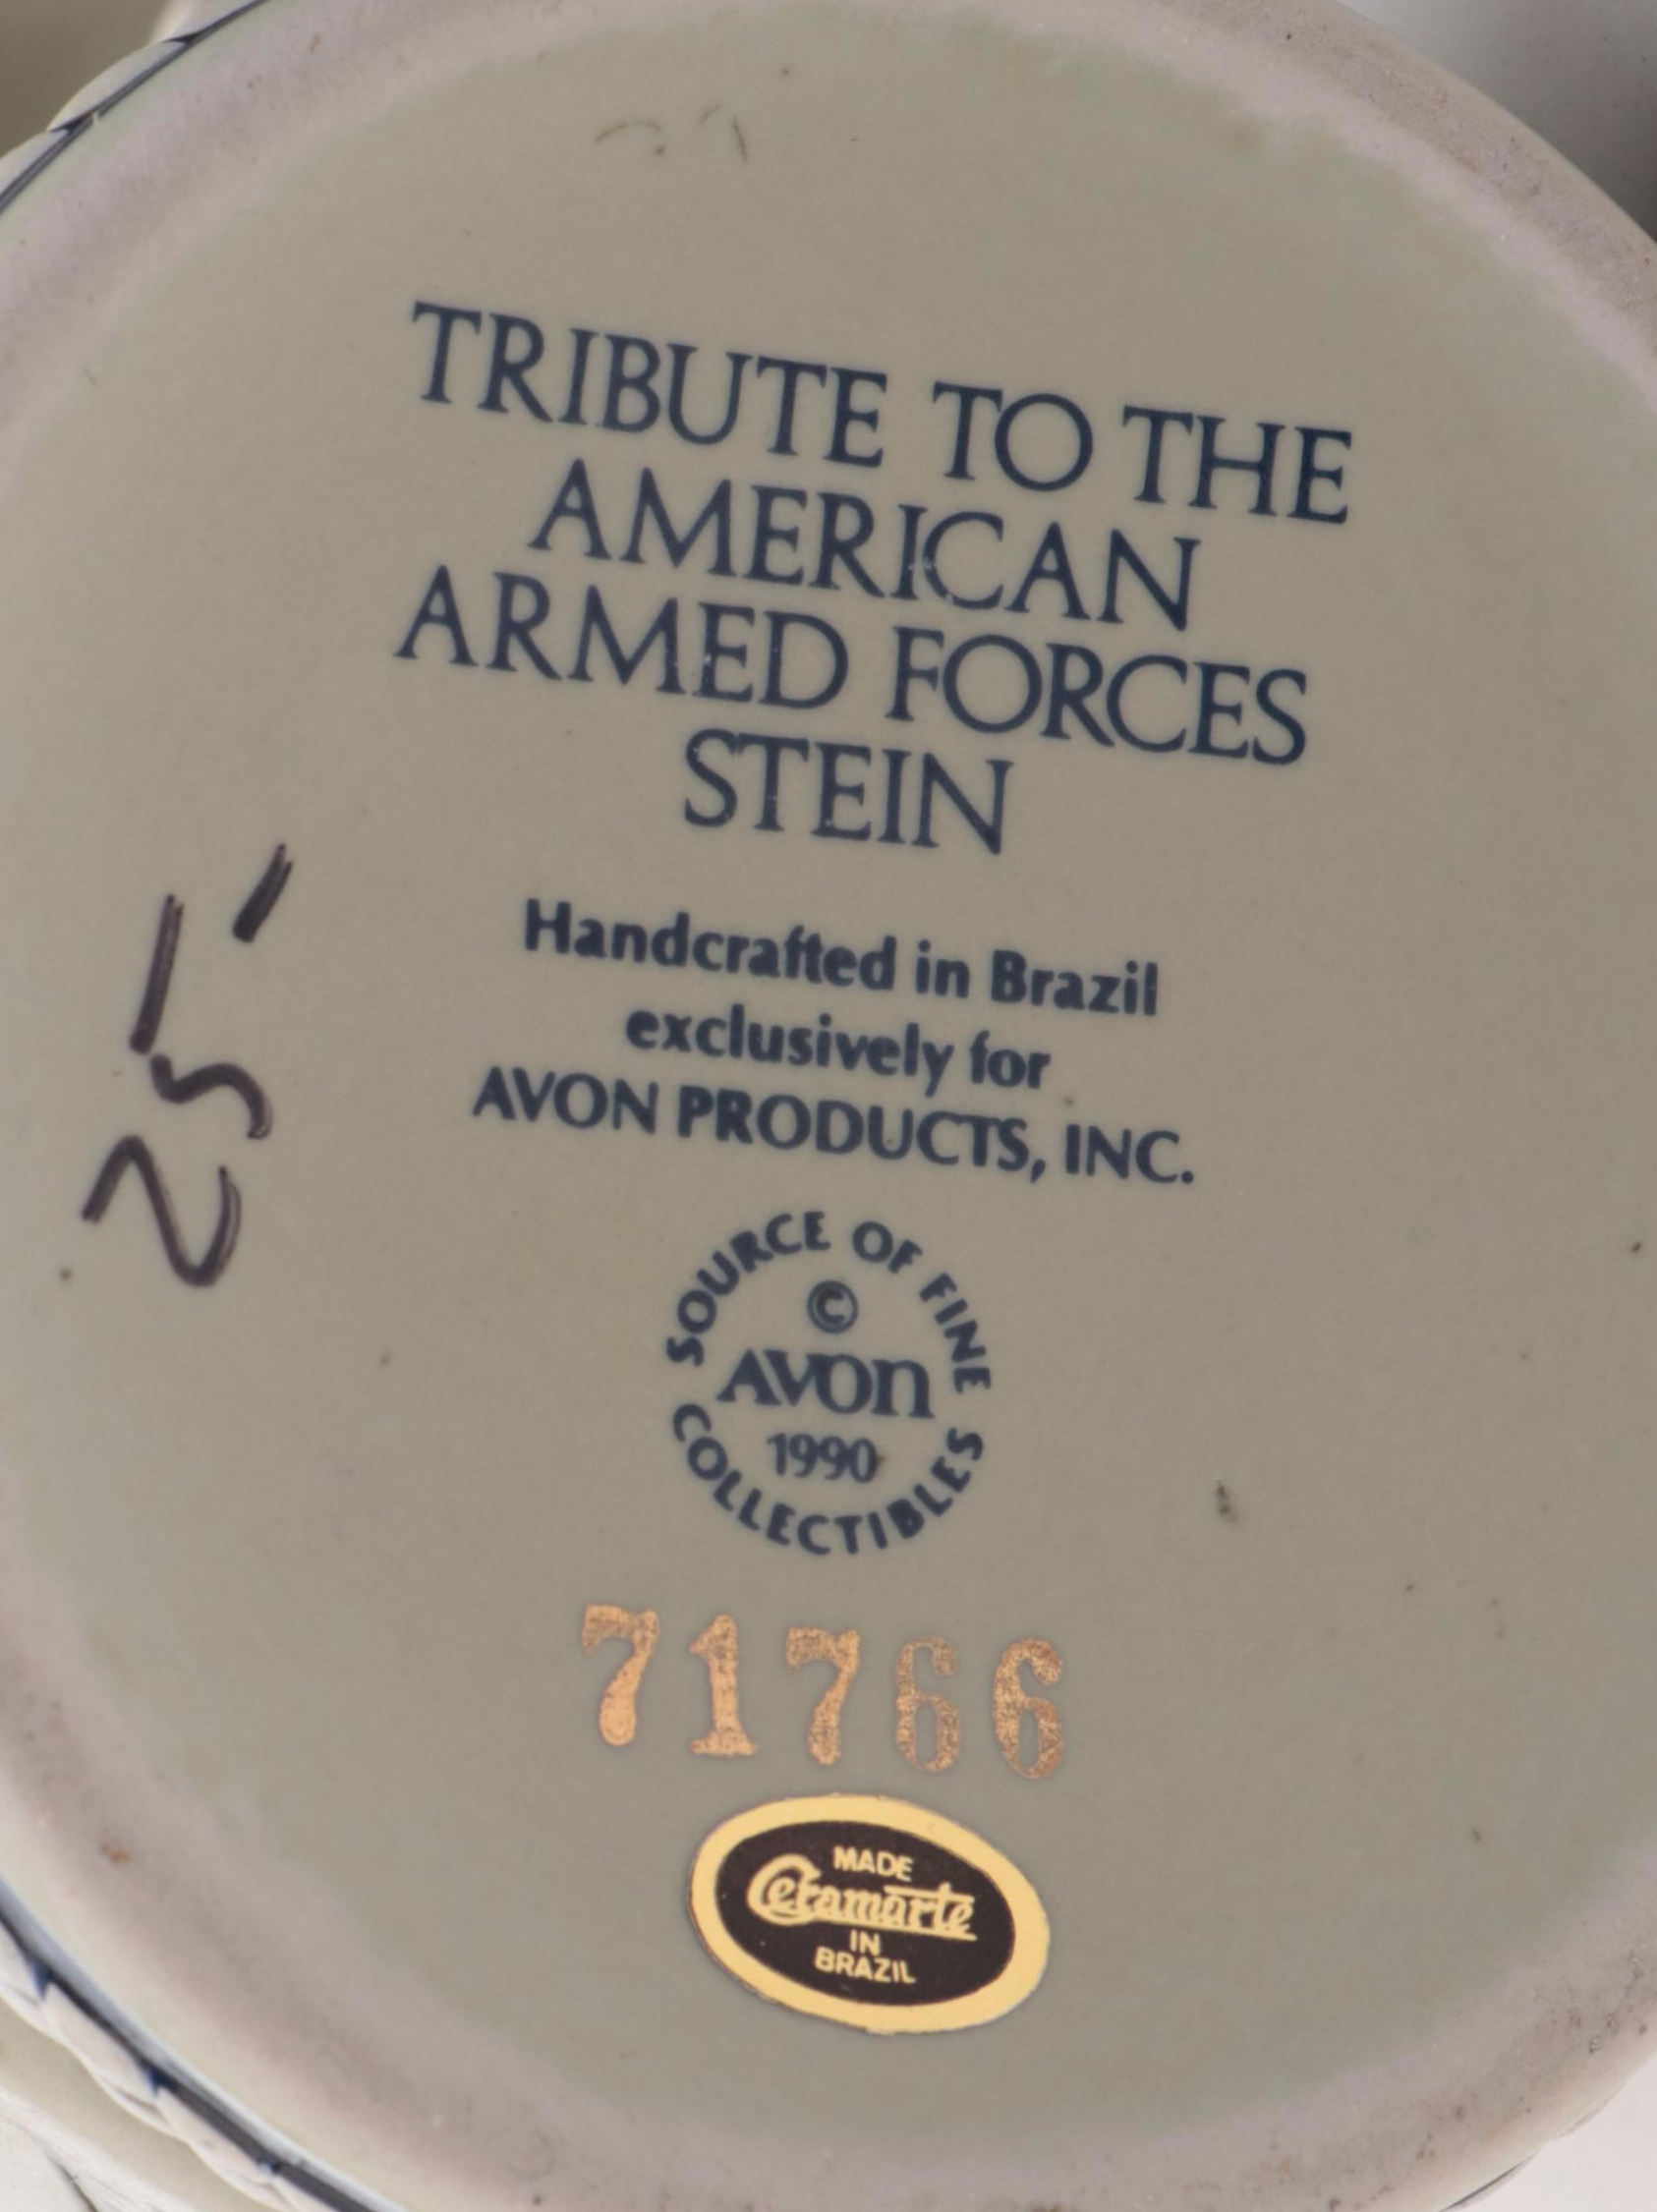 TRIBUTE TO THE
AMERICAN
ARMED FORCES
STEIN
Handcrafted in Brazil
exclusively for
AVON PRODUCTS, INC.
SOURCE OF FINE
©
AVON
1990
COLLECTIBLES
71766
MADE
Ceramarte
IN
BRAZIL
25-